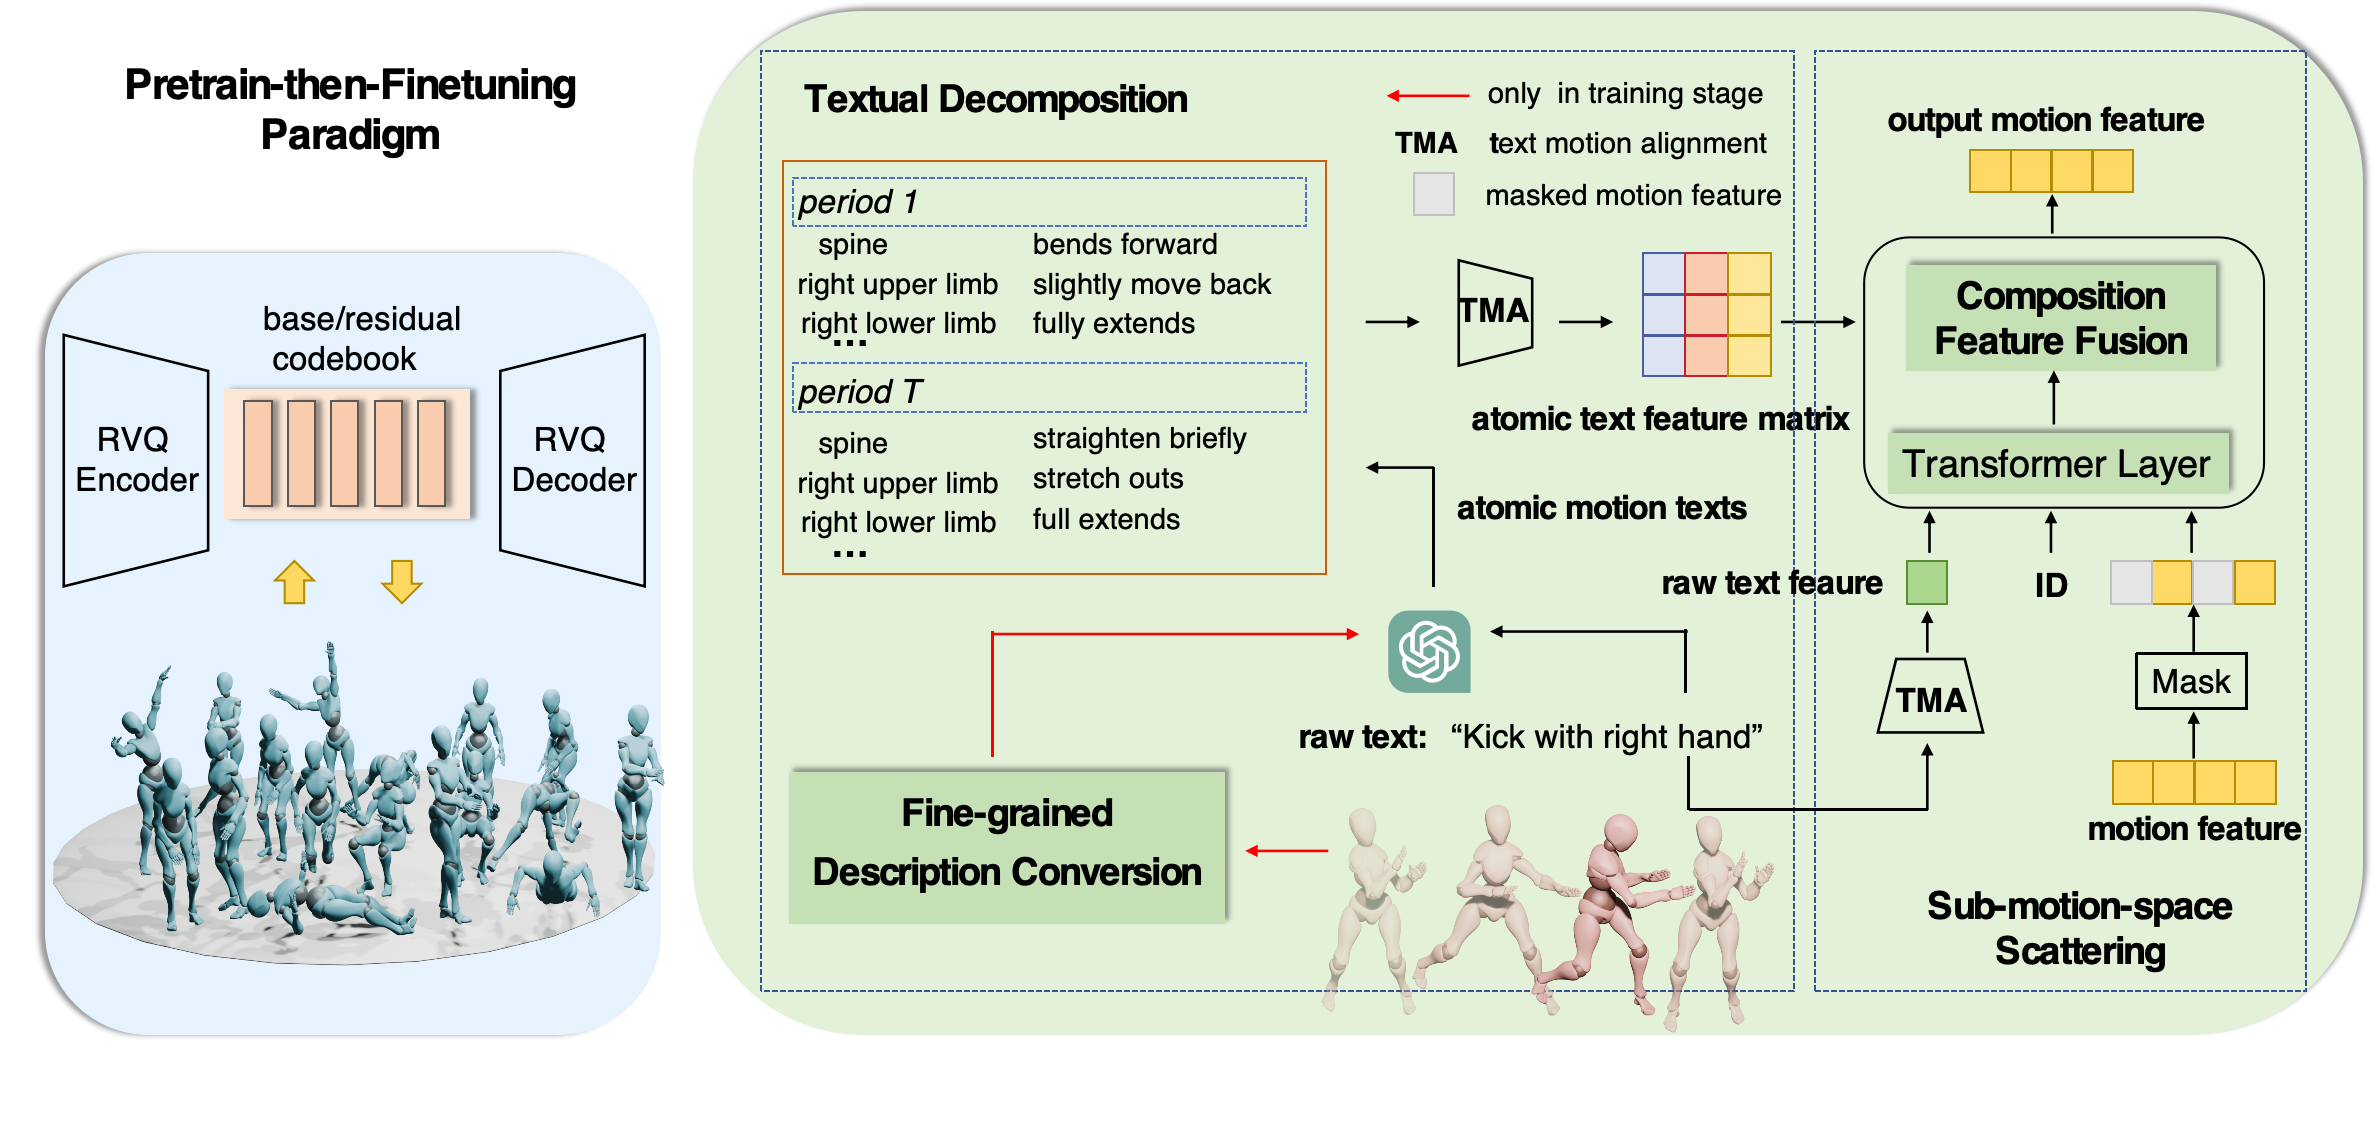 Pretrain-then-Finetuning
Paradigm
base/residual
codebook
RVQ
Encoder
RVQ
Decoder
Textual Decomposition
only in training stage
TMA text motion alignment
masked motion feature
period 1
spine bends forward
right upper limb slightly move back
right lower limb fully extends
...
period T
spine straighten briefly
right upper limb stretch outs
right lower limb full extends
...
TMA
atomic text feature matrix
atomic motion texts
raw text: “Kick with right hand”
Fine-grained
Description Conversion
output motion feature
Composition
Feature Fusion
Transformer Layer
raw text feaure
ID
TMA
Mask
motion feature
Sub-motion-space
Scattering